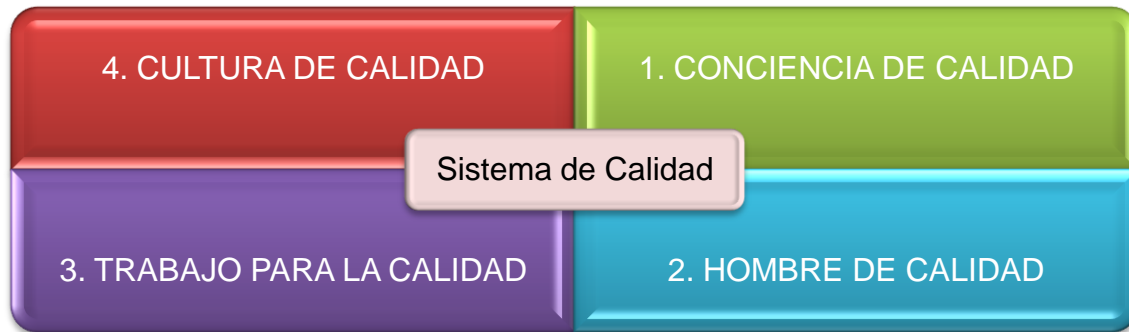 4. CULTURA DE CALIDAD
1. CONCIENCIA DE CALIDAD
Sistema de Calidad
3. TRABAJO PARA LA CALIDAD
2. HOMBRE DE CALIDAD